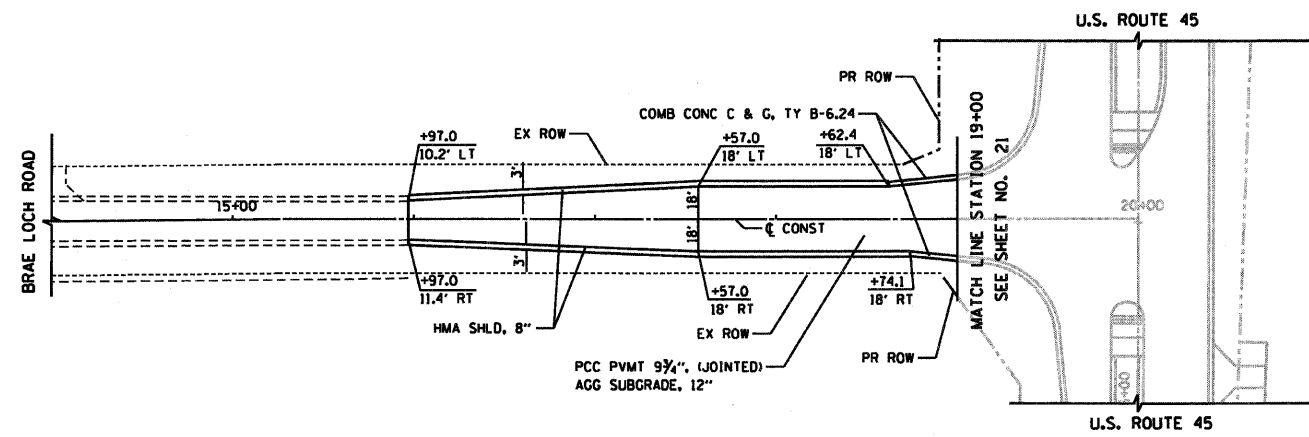 U.S. ROUTE 45
PR ROW
COMB CONC C & G, TY B-6.24
+97.0
10.2' LT
EX ROW
+57.0
18' LT
+62.4
18' LT
MATCH LINE STATION 19+00
SEE SHEET NO. 21
BRAE LOCH ROAD
3'
18'
15+00
20+00
℄ CONST
18'
3'
+97.0
11.4' RT
+57.0
18' RT
+74.1
18' RT
HMA SHLD, 8"
EX ROW
PR ROW
PCC PVMT 9¾", (JOINTED)
AGG SUBGRADE, 12"
U.S. ROUTE 45